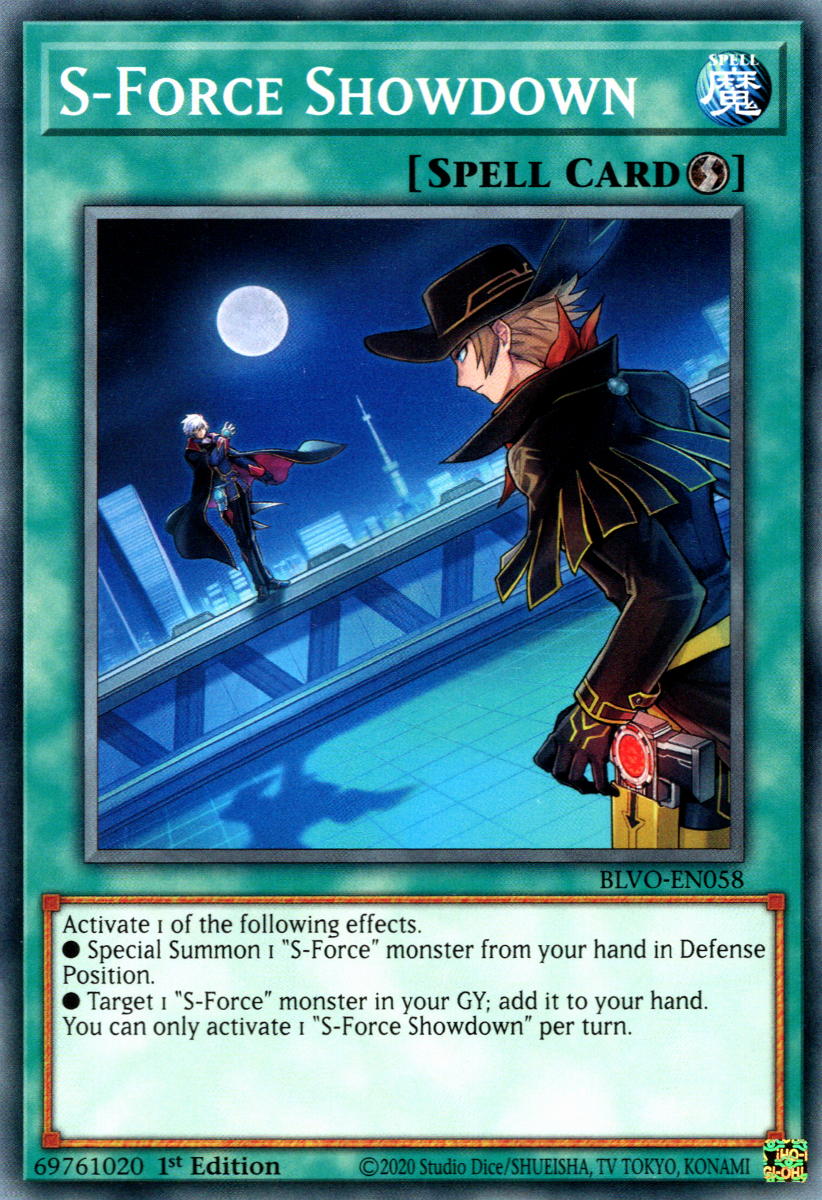 S-Force Showdown
SPELL
魔
[Spell Card]
BLVO-EN058
Activate 1 of the following effects.
● Special Summon 1 "S-Force" monster from your hand in Defense
Position.
● Target 1 "S-Force" monster in your GY; add it to your hand.
You can only activate 1 "S-Force Showdown" per turn.
69761020 1st Edition ©2020 Studio Dice/SHUEISHA, TV TOKYO, KONAMI